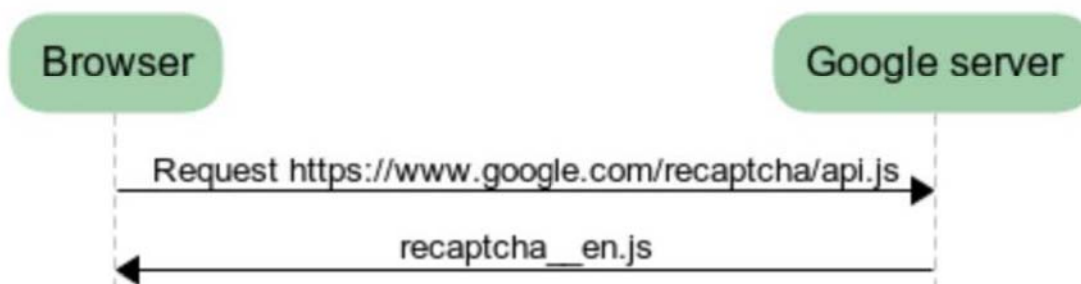 Browser
Google server
Request https://www.google.com/recaptcha/api.js
recaptcha__en.js